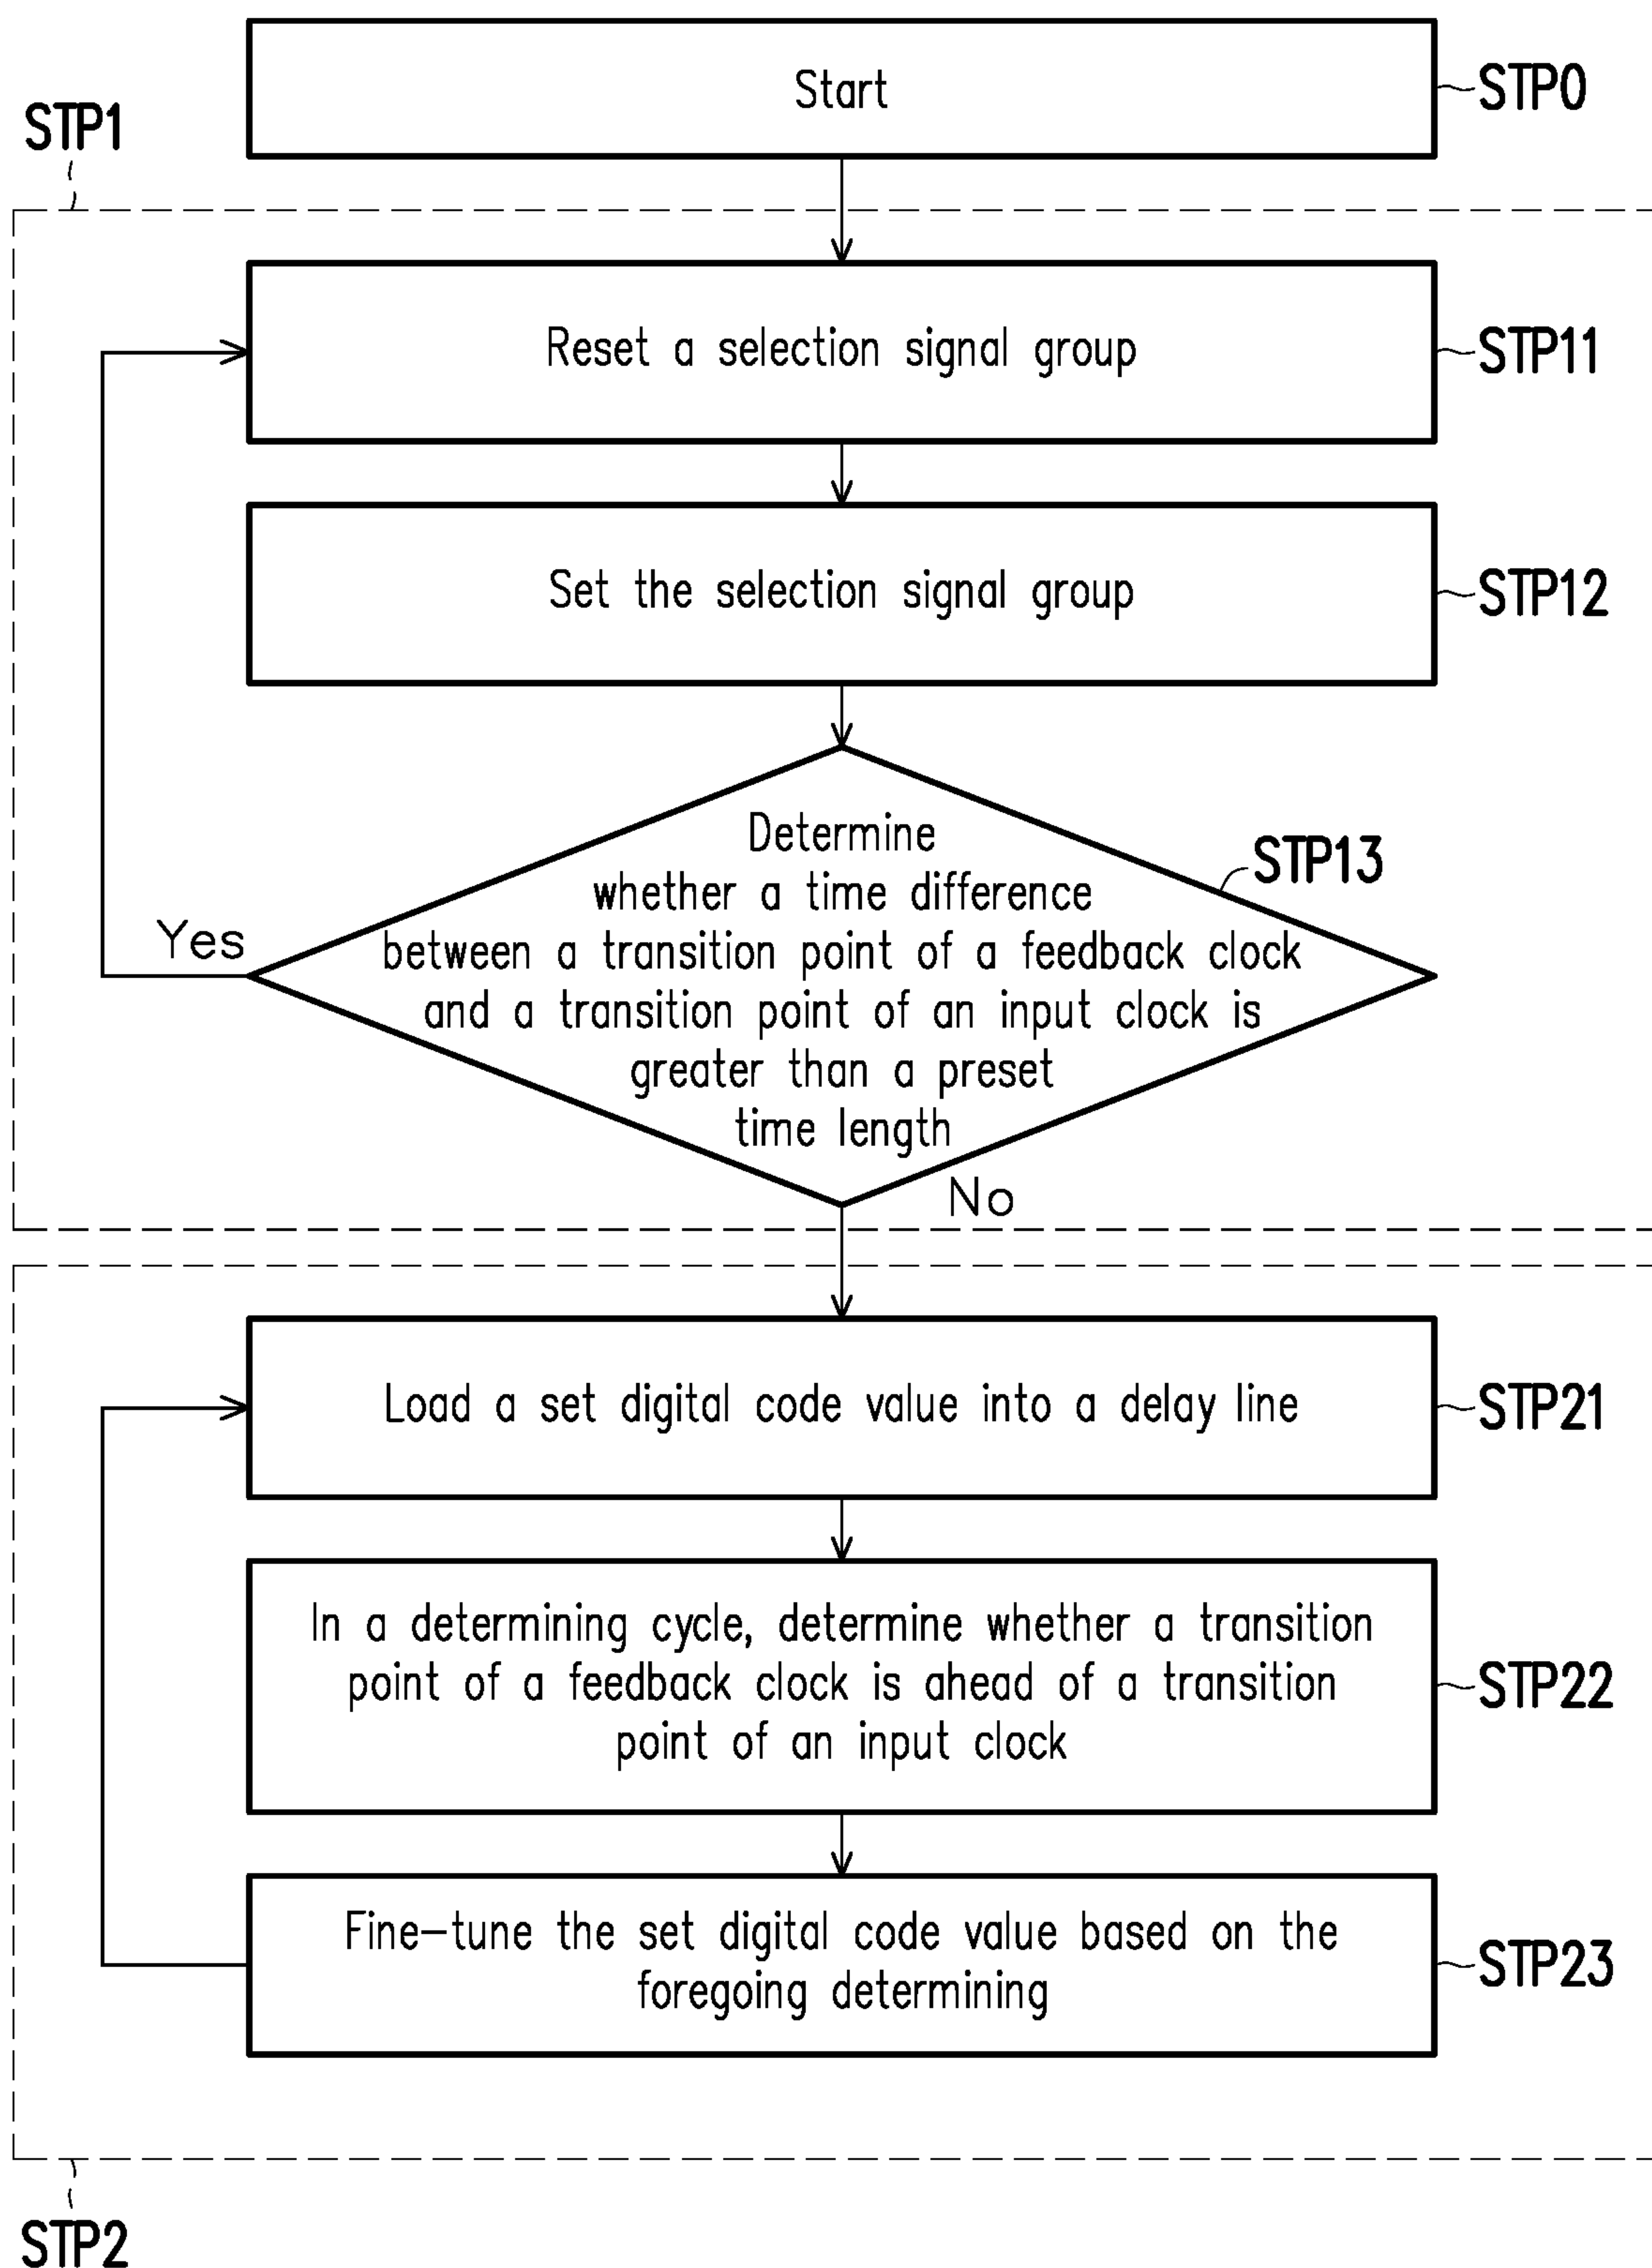 Start
STP0
STP1
Reset a selection signal group
STP11
Set the selection signal group
STP12
Determine
whether a time difference
between a transition point of a feedback clock
and a transition point of an input clock is
greater than a preset
time length
STP13
Yes
No
Load a set digital code value into a delay line
STP21
In a determining cycle, determine whether a transition
point of a feedback clock is ahead of a transition
point of an input clock
STP22
Fine-tune the set digital code value based on the
foregoing determining
STP23
STP2